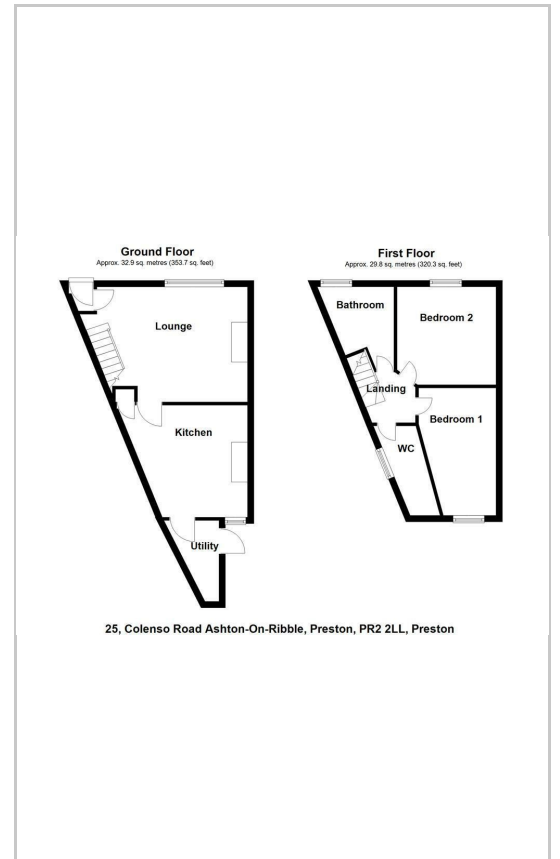 Ground Floor
Approx. 32.9 sq. metres (353.7 sq. feet)
Lounge
Kitchen
Utility
First Floor
Approx. 29.8 sq. metres (320.3 sq. feet)
Bathroom
Bedroom 2
Landing
Bedroom 1
WC
25, Colenso Road Ashton-On-Ribble, Preston, PR2 2LL, Preston